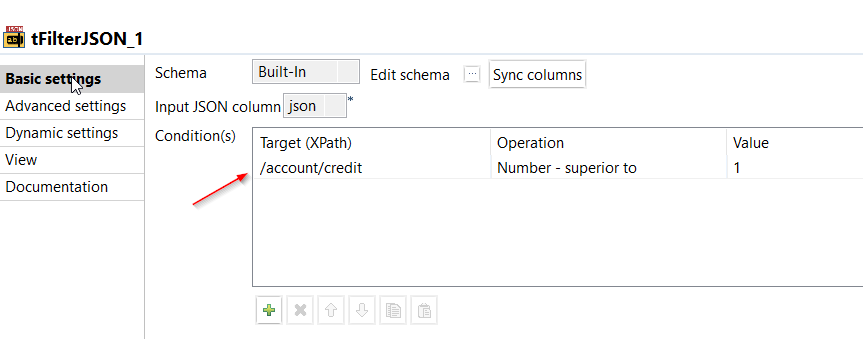 JSON
tFilterJSON_1
Basic settings
Advanced settings
Dynamic settings
View
Documentation
Schema Built-In Edit schema ... Sync columns
Input JSON column json *
Condition(s)
Target (XPath) Operation Value
/account/credit Number - superior to 1